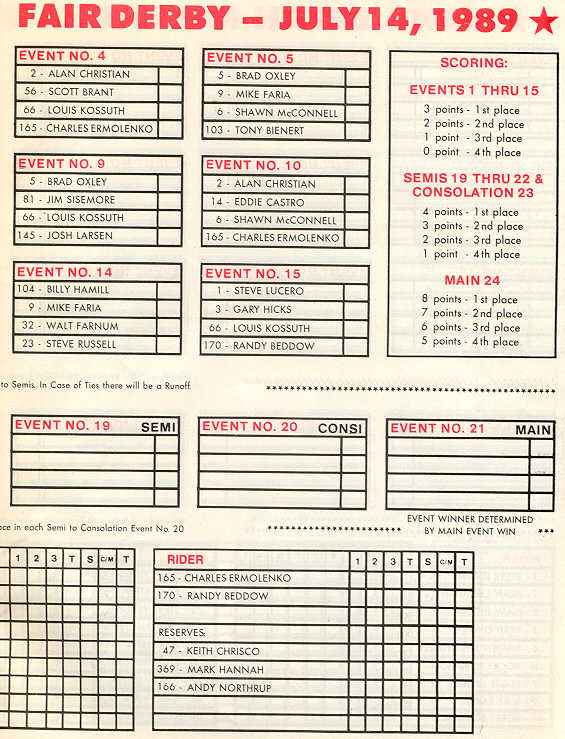 FAIR DERBY – JULY 14, 1989 ★
EVENT NO. 4
2 - ALAN CHRISTIAN
56 - SCOTT BRANT
66 - LOUIS KOSSUTH
165 - CHARLES ERMOLENKO
EVENT NO. 5
5 - BRAD OXLEY
9 - MIKE FARIA
6 - SHAWN McCONNELL
103 - TONY BIENERT
EVENT NO. 9
5 - BRAD OXLEY
81 - JIM SISEMORE
66 - LOUIS KOSSUTH
145 - JOSH LARSEN
EVENT NO. 10
2 - ALAN CHRISTIAN
14 - EDDIE CASTRO
6 - SHAWN McCONNELL
165 - CHARLES ERMOLENKO
EVENT NO. 14
104 - BILLY HAMILL
9 - MIKE FARIA
32 - WALT FARNUM
23 - STEVE RUSSELL
EVENT NO. 15
1 - STEVE LUCERO
3 - GARY HICKS
66 - LOUIS KOSSUTH
170 - RANDY BEDDOW
SCORING:
EVENTS 1 THRU 15
3 points - 1st place
2 points - 2nd place
1 point - 3rd place
0 point - 4th place
SEMIS 19 THRU 22 &
CONSOLATION 23
4 points - 1st place
3 points - 2nd place
2 points - 3rd place
1 point - 4th place
MAIN 24
8 points - 1st place
7 points - 2nd place
6 points - 3rd place
5 points - 4th place
to Semis. In Case of Ties there will be a Runoff.
EVENT NO. 19 SEMI
EVENT NO. 20 CONSI
EVENT NO. 21 MAIN
ace in each Semi to Consolation Event No. 20
EVENT WINNER DETERMINED
BY MAIN EVENT WIN ***
1 2 3 T S C/M T
RIDER 1 2 3 T S C/M T
165 - CHARLES ERMOLENKO
170 - RANDY BEDDOW
RESERVES:
47 - KEITH CHRISCO
369 - MARK HANNAH
166 - ANDY NORTHRUP